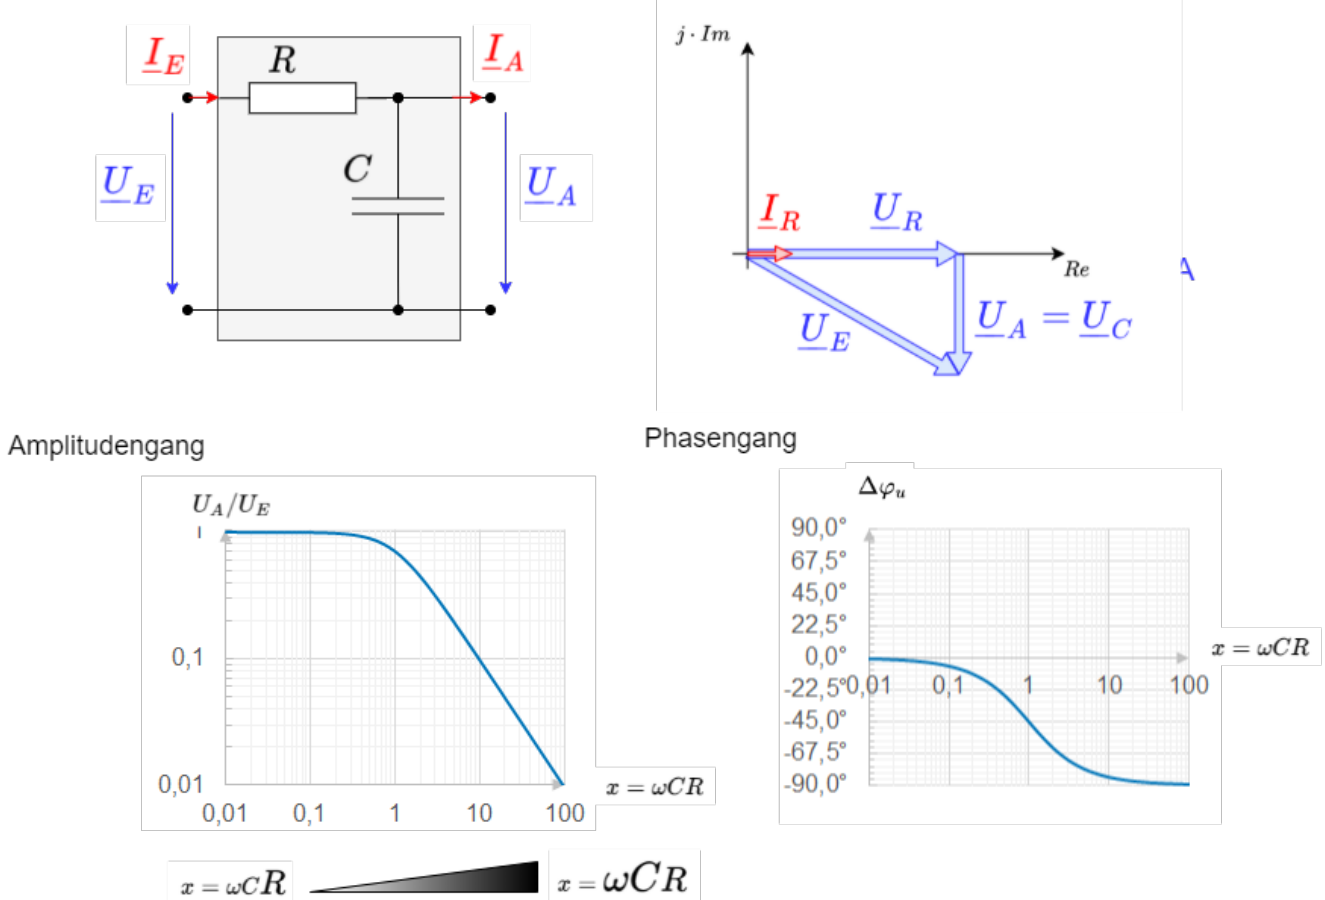 I_E
R
I_A
C
U_E
U_A
j · Im
I_R
U_R
Re
U_E
U_A = U_C
A
Amplitudengang
U_A/U_E
1
0,1
0,01
0,01 0,1 1 10 100
x = ωCR
x = ωCR
x = ωCR
Phasengang
Δφ_u
90,0°
67,5°
45,0°
22,5°
0,0°
-22,5°
-45,0°
-67,5°
-90,0°
0,01 0,1 1 10 100
x = ωCR